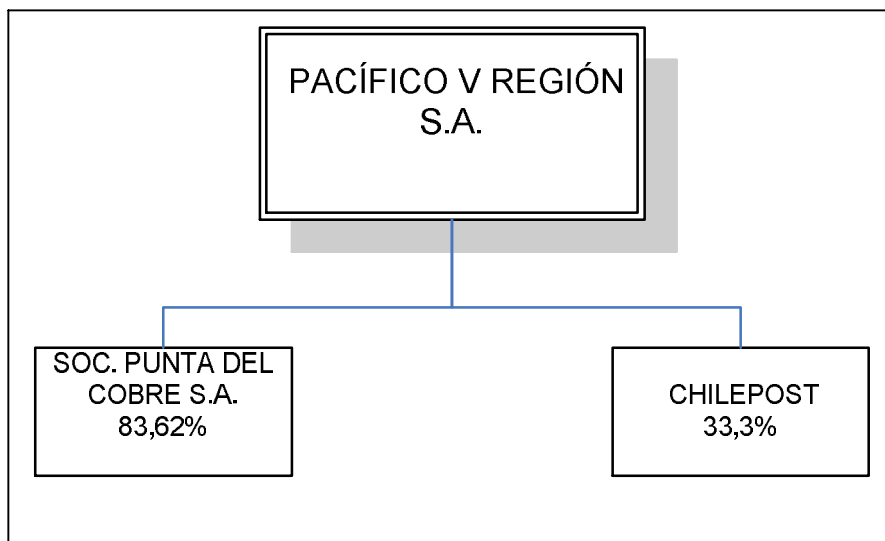 PACÍFICO V REGIÓN
S.A.
SOC. PUNTA DEL
COBRE S.A.
83,62%
CHILEPOST
33,3%